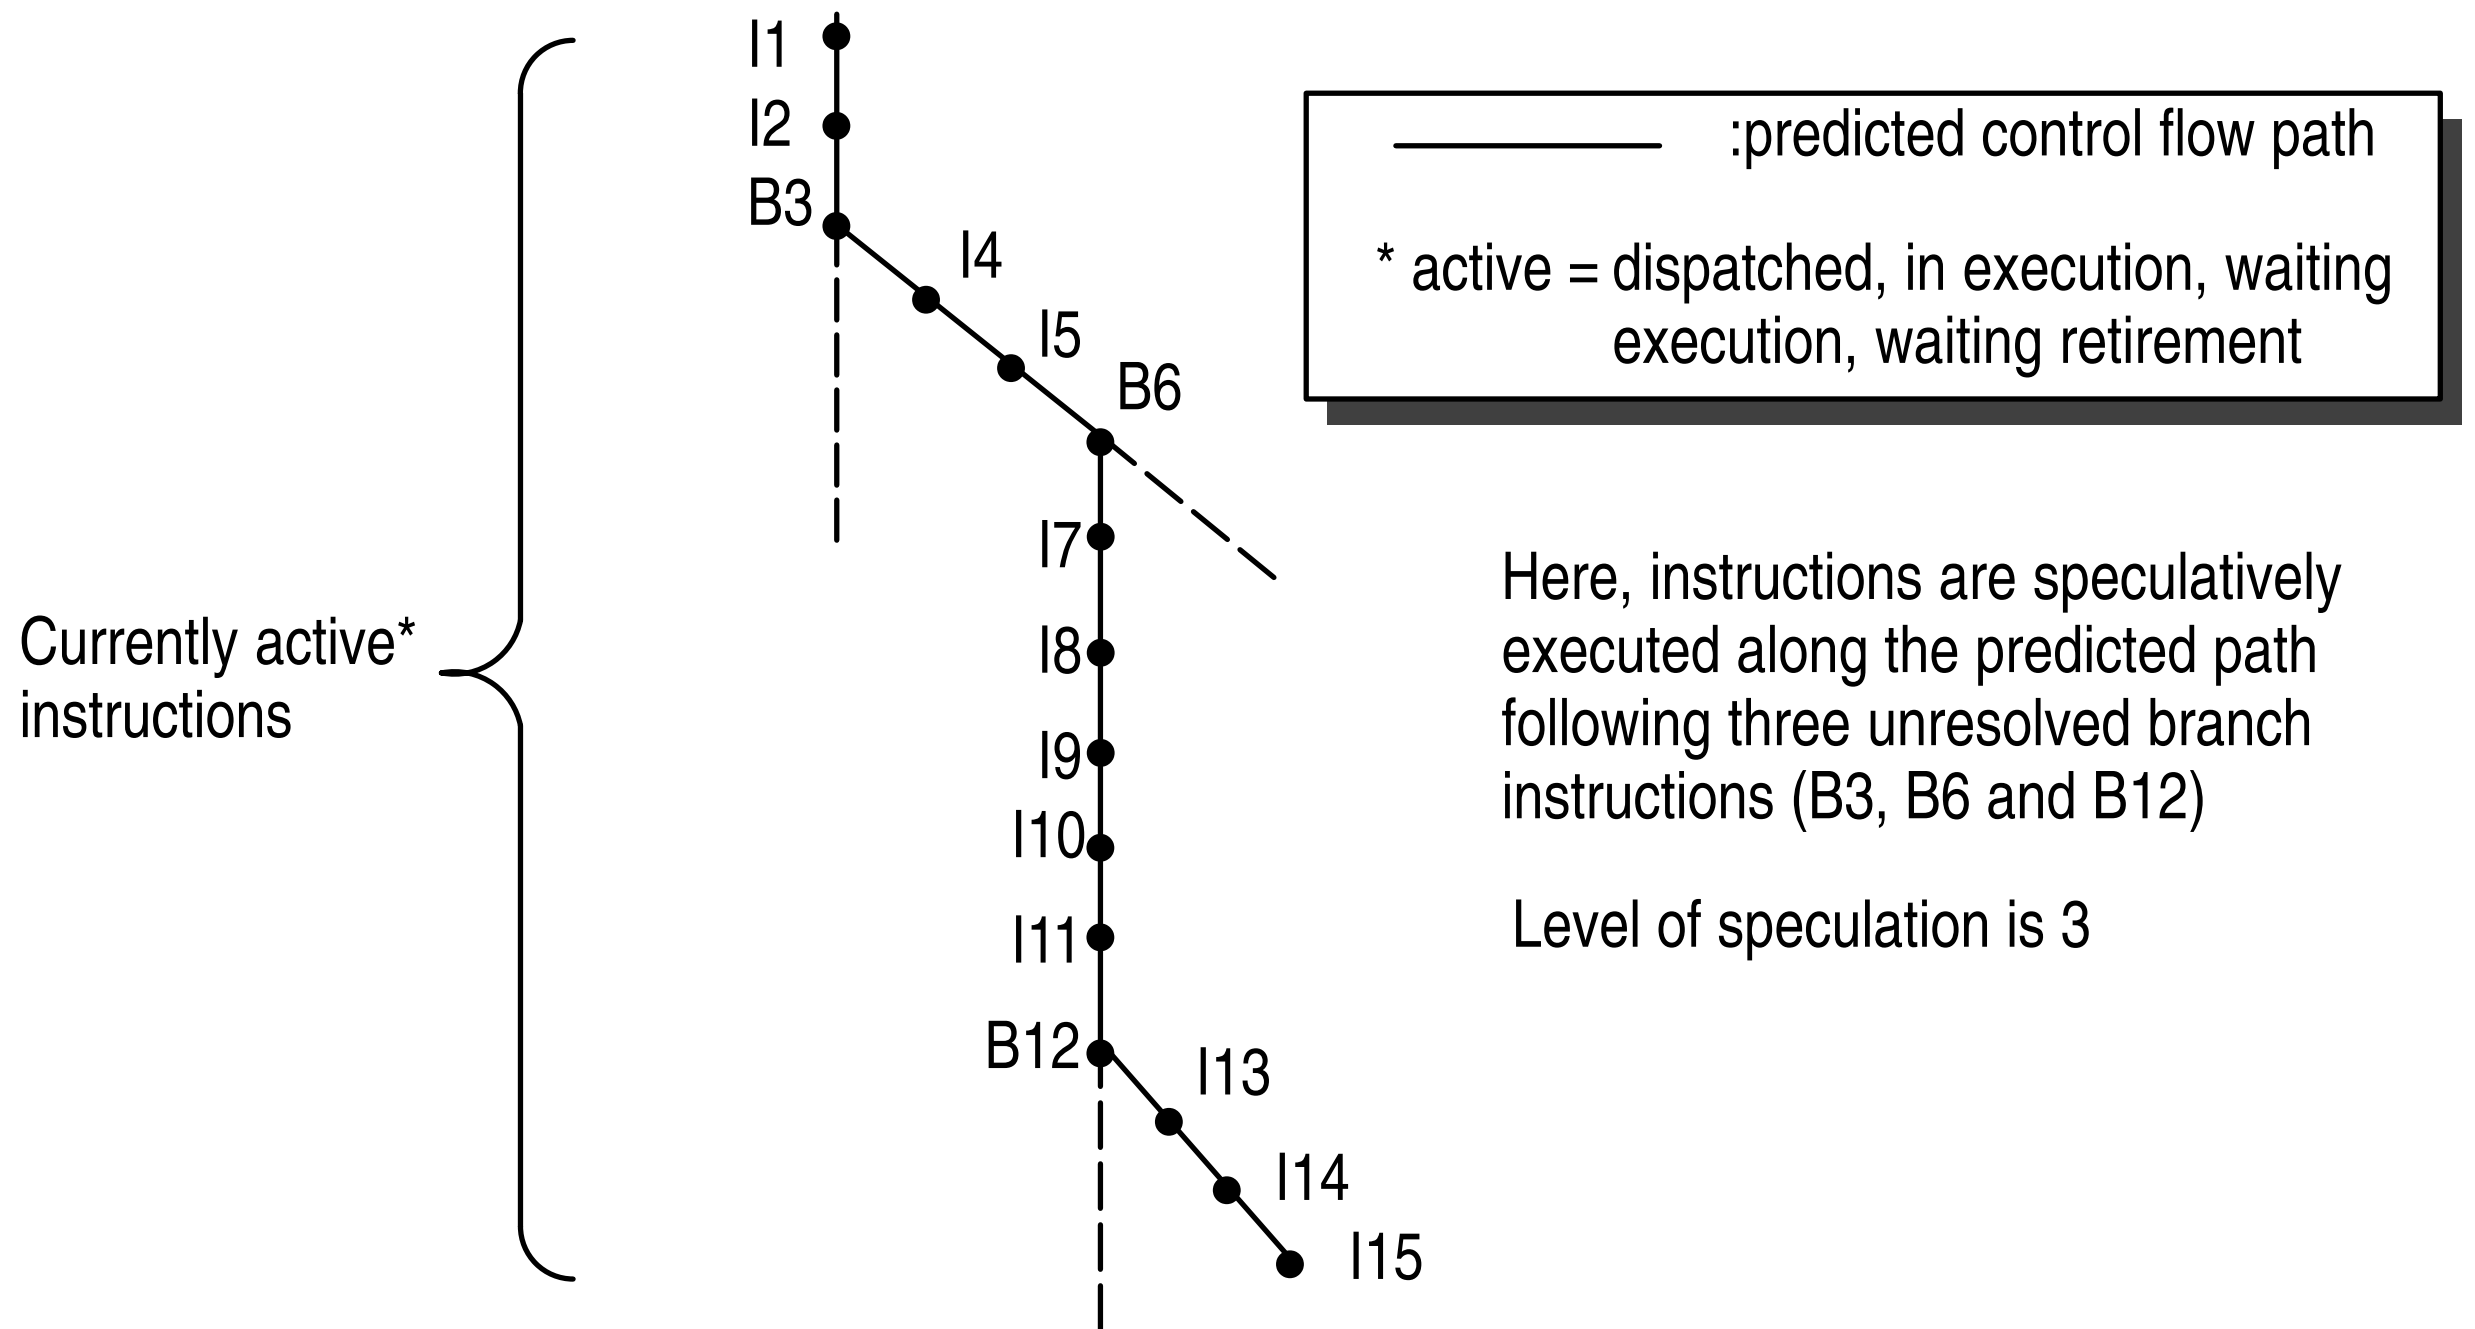 I1
I2
B3
I4
I5
B6
I7
I8
I9
I10
I11
B12
I13
I14
I15
Currently active*
instructions
:predicted control flow path
* active = dispatched, in execution, waiting
execution, waiting retirement
Here, instructions are speculatively
executed along the predicted path
following three unresolved branch
instructions (B3, B6 and B12)
Level of speculation is 3